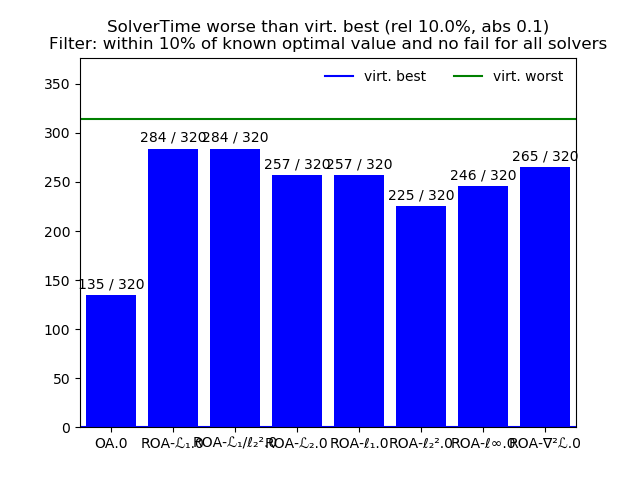 SolverTime worse than virt. best (rel 10.0%, abs 0.1)
Filter: within 10% of known optimal value and no fail for all solvers
virt. best virt. worst
350
300
250
200
150
100
50
0
135 / 320
284 / 320
284 / 320
257 / 320
257 / 320
225 / 320
246 / 320
265 / 320
OA.0 ROA-ℒ₁.0 ROA-ℒ₁/ℓ₂².0 ROA-ℒ₂.0 ROA-ℓ₁.0 ROA-ℓ₂².0 ROA-ℓ∞.0 ROA-∇²ℒ.0